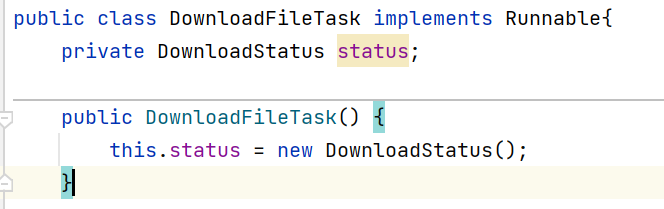 public class DownloadFileTask implements Runnable{
    private DownloadStatus status;
    public DownloadFileTask() {
        this.status = new DownloadStatus();
    }